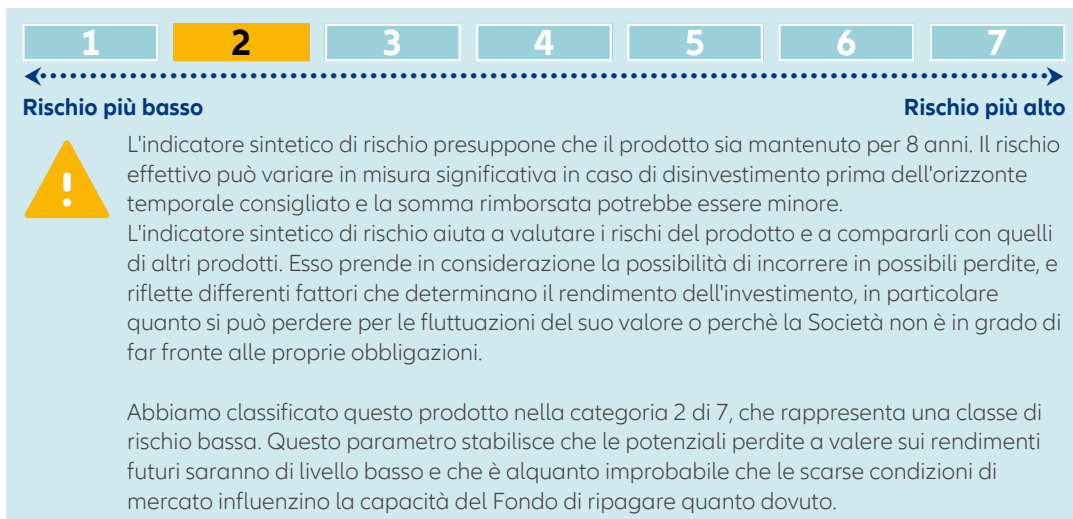 1 2 3 4 5 6 7
Rischio più basso Rischio più alto
L'indicatore sintetico di rischio presuppone che il prodotto sia mantenuto per 8 anni. Il rischio
effettivo può variare in misura significativa in caso di disinvestimento prima dell'orizzonte
temporale consigliato e la somma rimborsata potrebbe essere minore.
L'indicatore sintetico di rischio aiuta a valutare i rischi del prodotto e a compararli con quelli
di altri prodotti. Esso prende in considerazione la possibilità di incorrere in possibili perdite, e
riflette differenti fattori che determinano il rendimento dell'investimento, in particolare
quanto si può perdere per le fluttuazioni del suo valore o perchè la Società non è in grado di
far fronte alle proprie obbligazioni.
Abbiamo classificato questo prodotto nella categoria 2 di 7, che rappresenta una classe di
rischio bassa. Questo parametro stabilisce che le potenziali perdite a valere sui rendimenti
futuri saranno di livello basso e che è alquanto improbabile che le scarse condizioni di
mercato influenzino la capacità del Fondo di ripagare quanto dovuto.